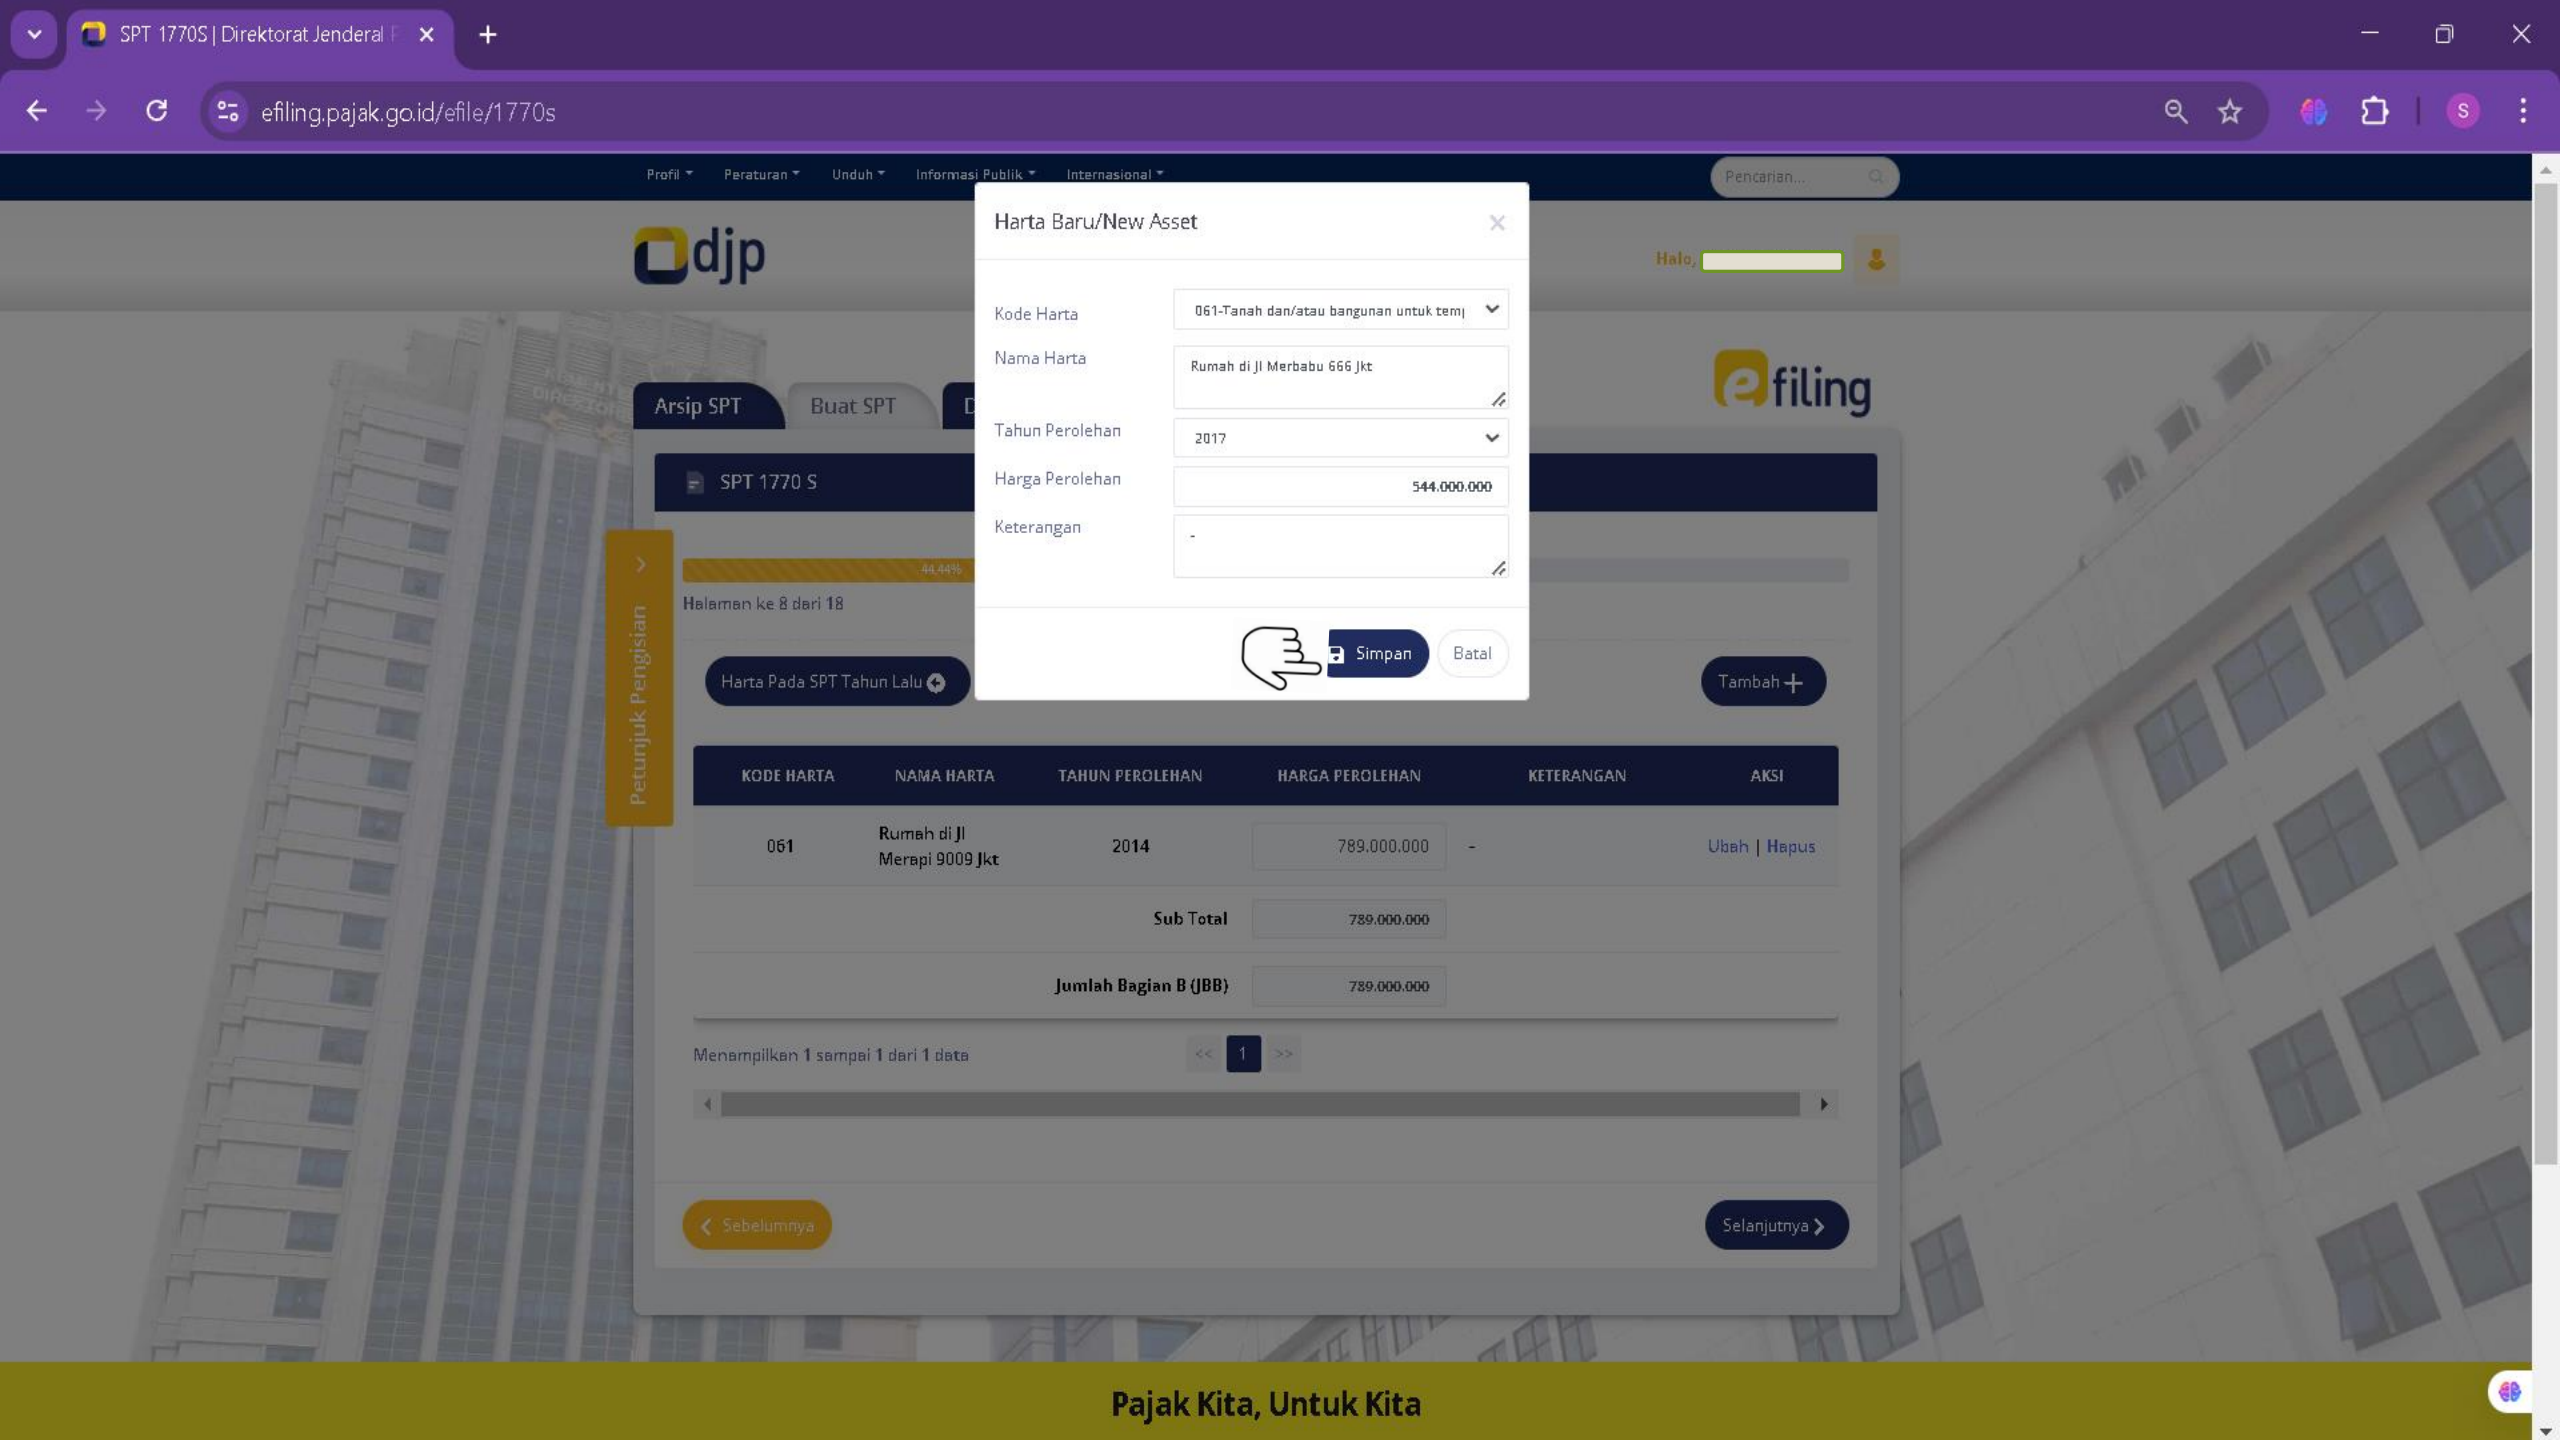 SPT 1770S | Direktorat Jenderal
efiling.pajak.go.id/efile/1770s
S
Profil Peraturan Unduh Informasi Publik Internasional
Pencarian...
djp
Halo,
Harta Baru/New Asset
Kode Harta
061-Tanah dan/atau bangunan untuk temp
Nama Harta
Rumah di Jl Merbabu 666 Jkt
Tahun Perolehan
2017
Harga Perolehan
544.000.000
Keterangan
-
Simpan
Batal
efiling
Arsip SPT
Buat SPT
D
SPT 1770 S
44,44%
Halaman ke 8 dari 18
Petunjuk Pengisian
Harta Pada SPT Tahun Lalu
Tambah
KODE HARTA NAMA HARTA TAHUN PEROLEHAN HARGA PEROLEHAN KETERANGAN AKSI
061
Rumah di Jl
Merapi 9009 Jkt
2014
789.000.000
-
Ubah | Hapus
Sub Total 789.000.000
Jumlah Bagian B (JBB) 789.000.000
Menampilkan 1 sampai 1 dari 1 data
<< 1 >>
Sebelumnya
Selanjutnya
Pajak Kita, Untuk Kita